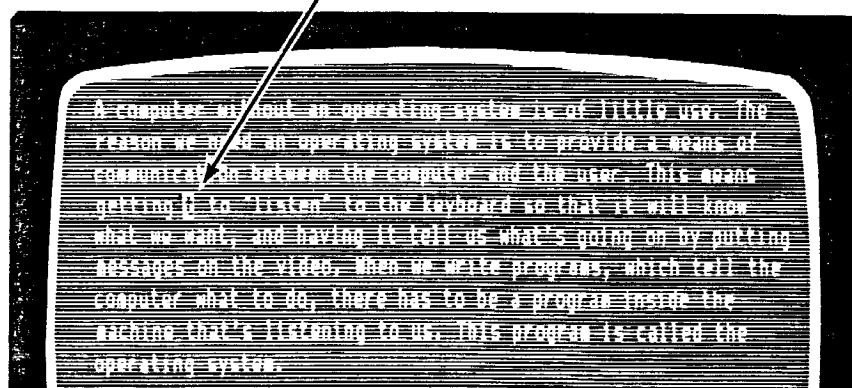 A computer without an operating system is of little use. The
reason we need an operating system is to provide a means of
communication between the computer and the user. This means
getting to "listen" to the keyboard so that it will know
what we want, and having it tell us what's going on by putting
messages on the video. When we write programs, which tell the
computer what to do, there has to be a program inside the
machine that's listening to us. This program is called the
operating system.